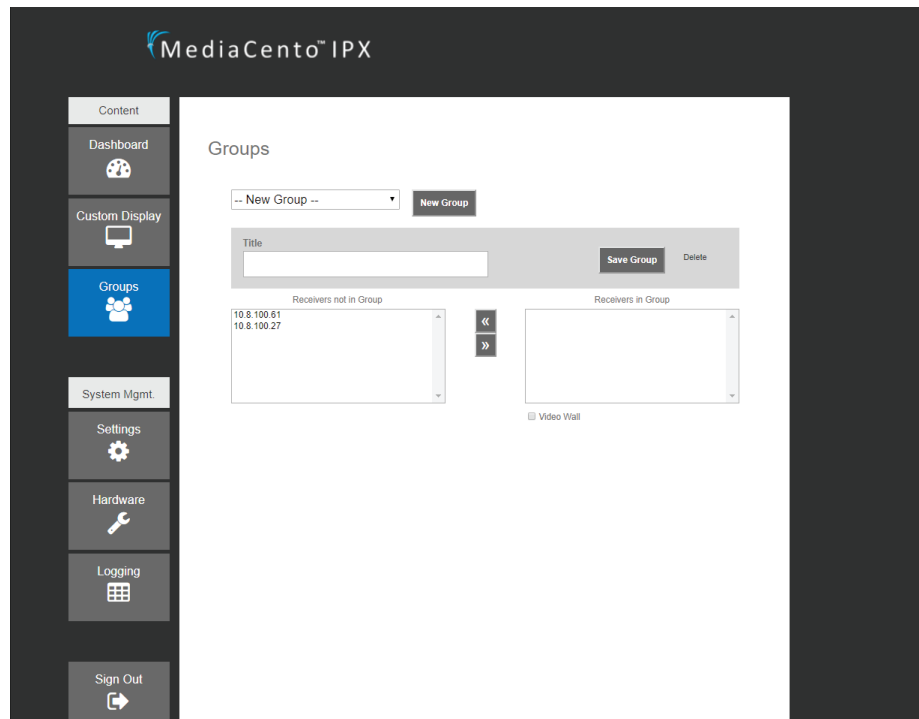 MediaCento™ IPX
Content
Dashboard
Custom Display
Groups
System Mgmt.
Settings
Hardware
Logging
Sign Out
Groups
-- New Group --
New Group
Title
Save Group
Delete
Receivers not in Group
10.8.100.61
10.8.100.27
«
»
Receivers in Group
Video Wall